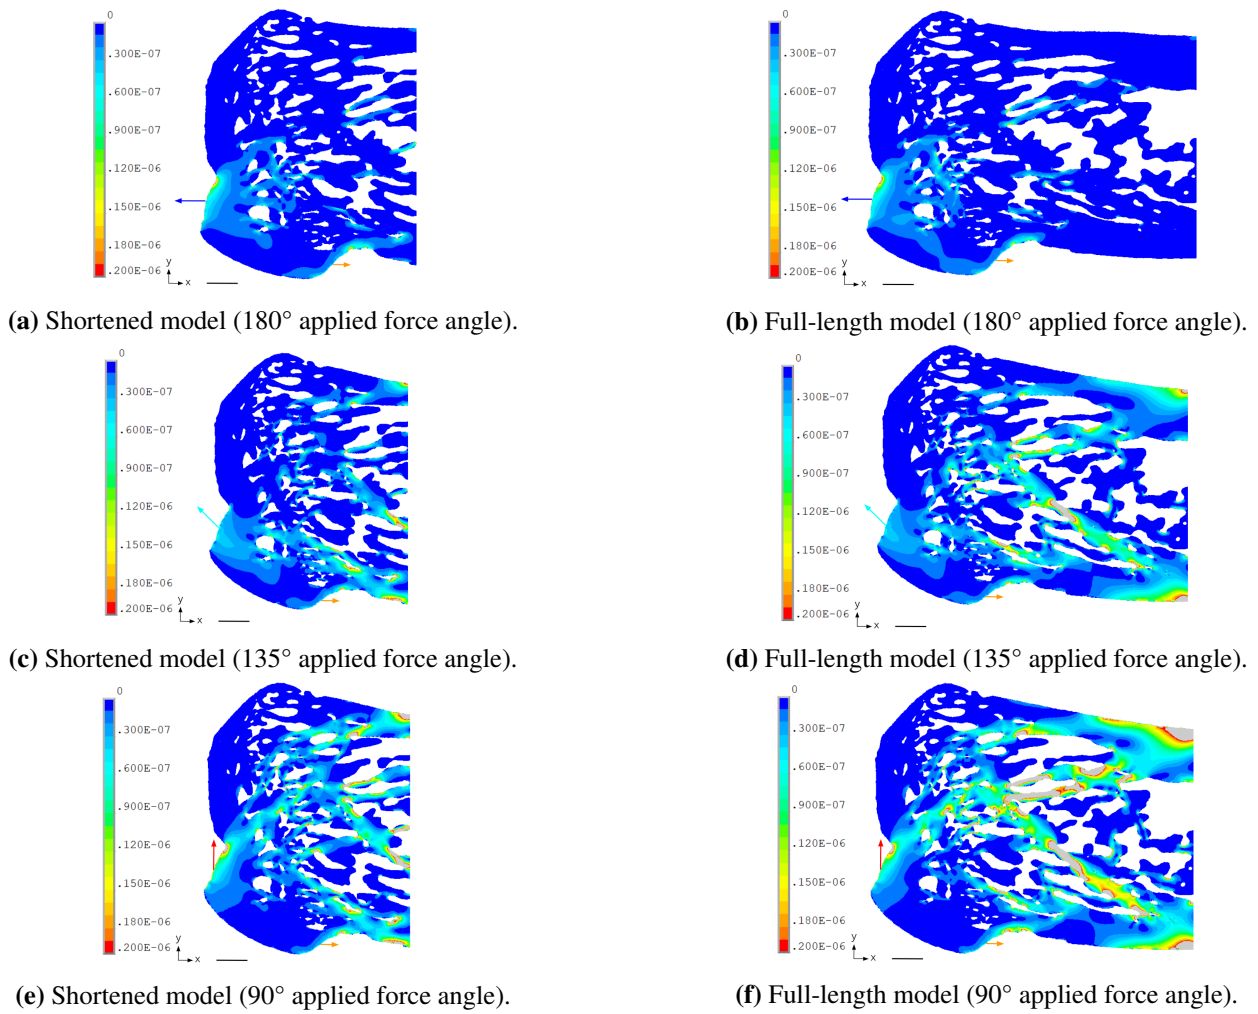 0
.300E-07
.600E-07
.900E-07
.120E-06
.150E-06
.180E-06
.200E-06
y
x
(a) Shortened model (180° applied force angle).
0
.300E-07
.600E-07
.900E-07
.120E-06
.150E-06
.180E-06
.200E-06
y
x
(b) Full-length model (180° applied force angle).
0
.300E-07
.600E-07
.900E-07
.120E-06
.150E-06
.180E-06
.200E-06
y
x
(c) Shortened model (135° applied force angle).
0
.300E-07
.600E-07
.900E-07
.120E-06
.150E-06
.180E-06
.200E-06
y
x
(d) Full-length model (135° applied force angle).
0
.300E-07
.600E-07
.900E-07
.120E-06
.150E-06
.180E-06
.200E-06
y
x
(e) Shortened model (90° applied force angle).
0
.300E-07
.600E-07
.900E-07
.120E-06
.150E-06
.180E-06
.200E-06
y
x
(f) Full-length model (90° applied force angle).